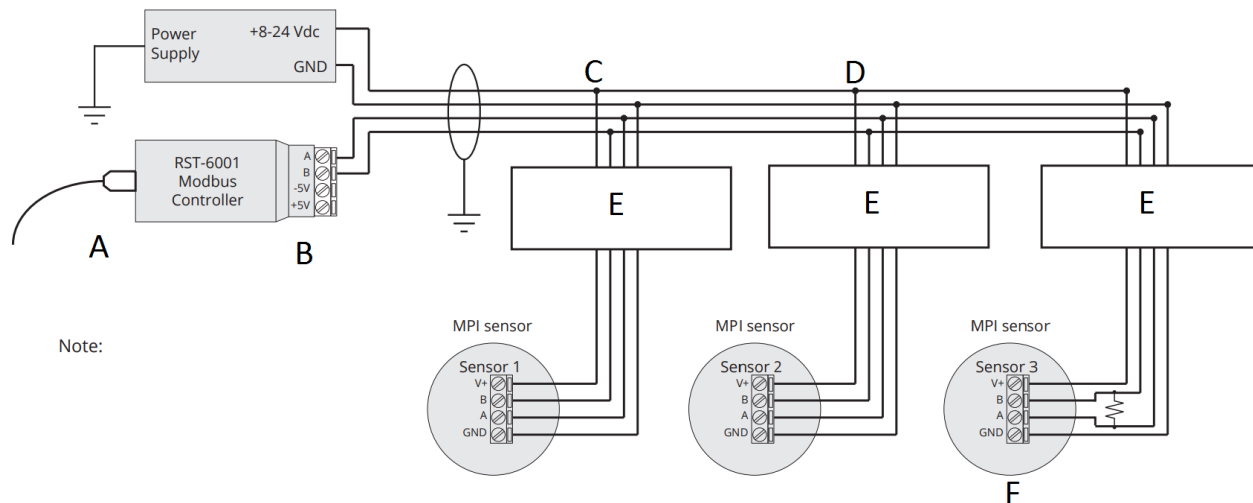 Power
Supply
+8-24 Vdc
GND
C
D
RST-6001
Modbus
Controller
A
B
-5V
+5V
A
B
E
E
E
Note:
MPI sensor
MPI sensor
MPI sensor
Sensor 1
V+
B
A
GND
Sensor 2
V+
B
A
GND
Sensor 3
V+
B
A
GND
F